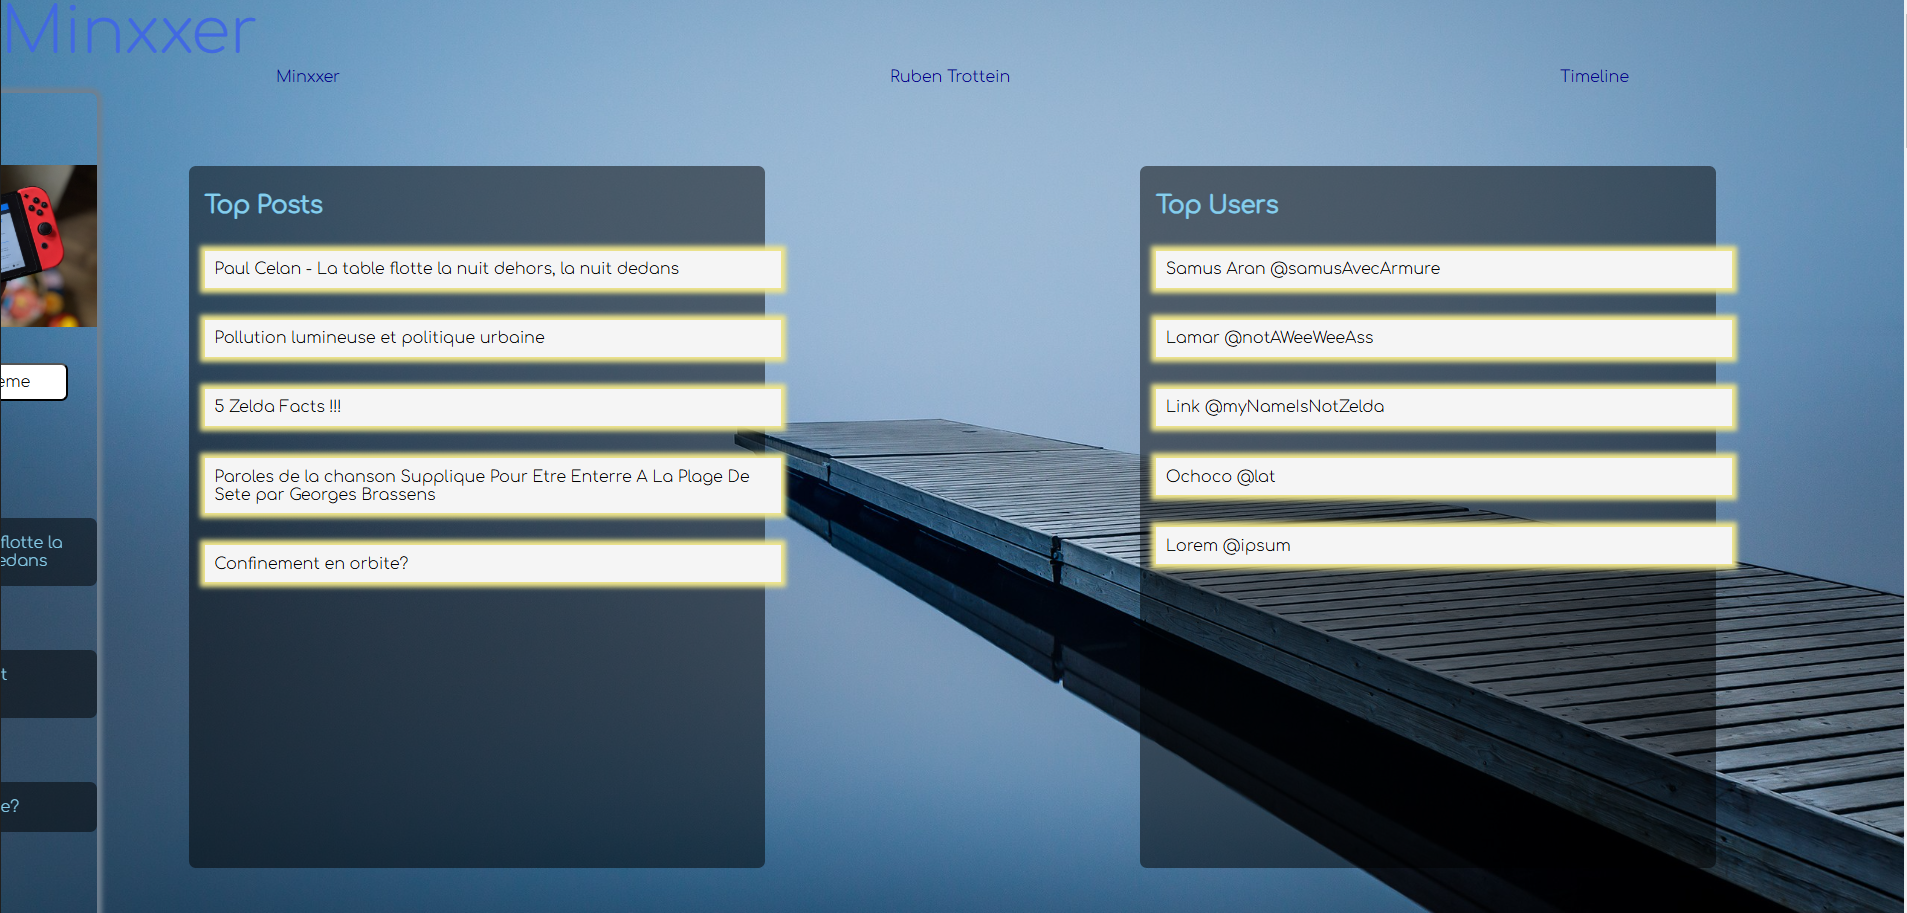 Minxxer
Minxxer
Ruben Trottein
Timeline
eme
flotte la
edans
t
e?
Top Posts
Paul Celan - La table flotte la nuit dehors, la nuit dedans
Pollution lumineuse et politique urbaine
5 Zelda Facts !!!
Paroles de la chanson Supplique Pour Etre Enterre A La Plage De
Sete par Georges Brassens
Confinement en orbite?
Top Users
Samus Aran @samusAvecArmure
Lamar @notAWeeWeeAss
Link @myNameIsNotZelda
Ochoco @lat
Lorem @ipsum